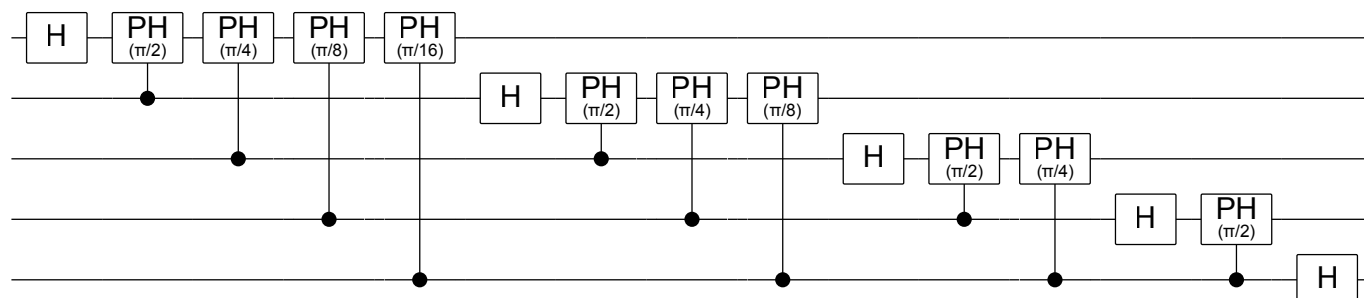 H PH PH PH PH
(π/2) (π/4) (π/8) (π/16)
H PH PH PH
(π/2) (π/4) (π/8)
H PH PH
(π/2) (π/4)
H PH
(π/2)
H